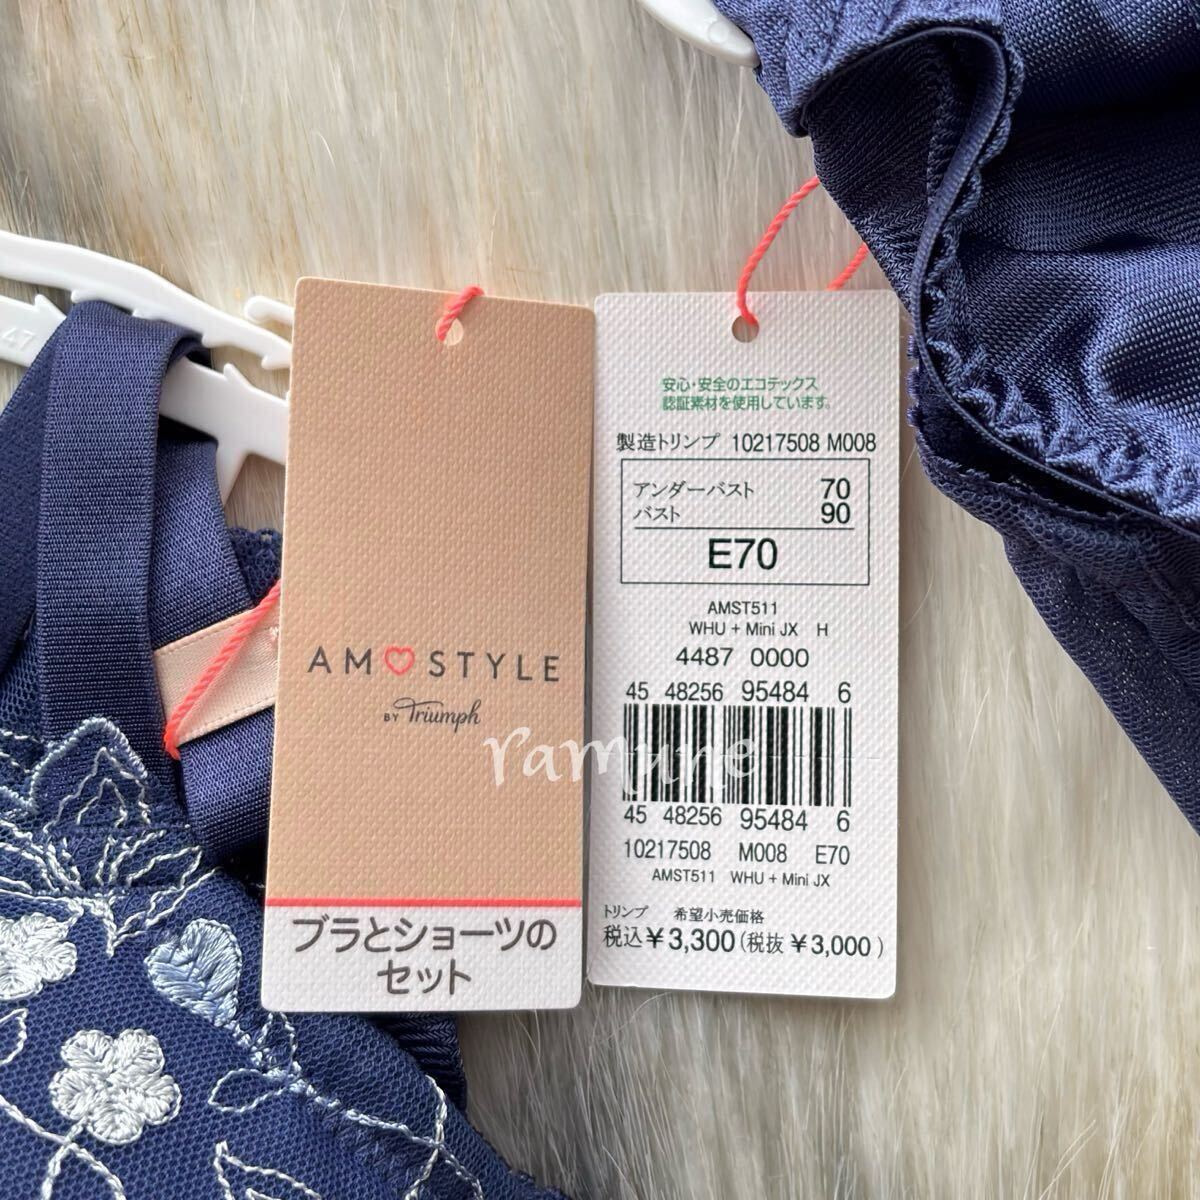 47
AMOSTYLE
BY Triumph
ブラとショーツの
セット
安心・安全のエコテックス
認証素材を使用しています。
製造トリンプ 10217508 M008
アンダーバスト 70
バスト 90
E70
AMST511
WHU + Mini JX H
4487 0000
45 48256 95484 6
45 48256 95484 6
10217508 M008 E70
AMST511 WHU + Mini JX
トリンプ 希望小売価格
税込¥3,300(税抜 ¥3,000)
ramune